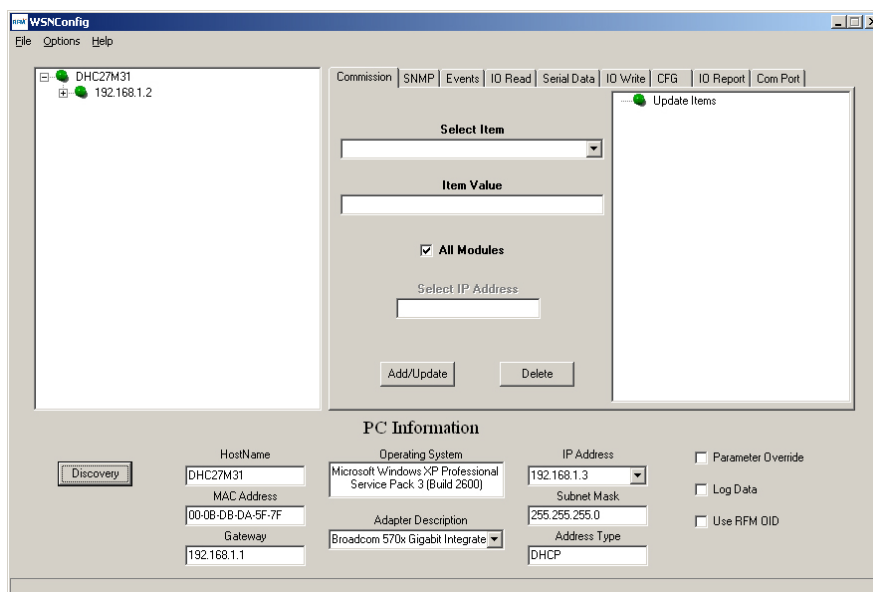 RFM WSNConfig
File Options Help
DHC27M31
192.168.1.2
Commission SNMP Events IO Read Serial Data IO Write CFG IO Report Com Port
Update Items
Select Item
Item Value
All Modules
Select IP Address
Add/Update Delete
PC Information
Discovery
HostName
DHC27M31
MAC Address
00-0B-DB-DA-5F-7F
Gateway
192.168.1.1
Operating System
Microsoft Windows XP Professional
Service Pack 3 (Build 2600)
Adapter Description
Broadcom 570x Gigabit Integrate
IP Address
192.168.1.3
Subnet Mask
255.255.255.0
Address Type
DHCP
Parameter Override
Log Data
Use RFM OID